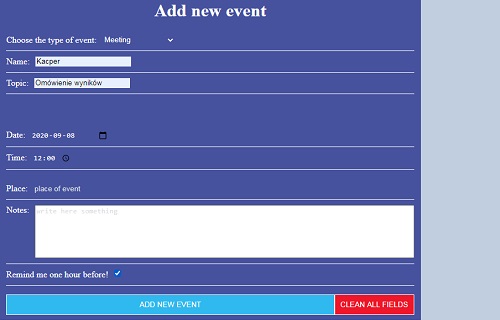 Add new event
Choose the type of event: Meeting
Name: Kacper
Topic: Omówienie wyników
Date: 2020-09-08
Time: 12:00
Place: place of event
Notes: write here something
Remind me one hour before!
ADD NEW EVENT CLEAN ALL FIELDS